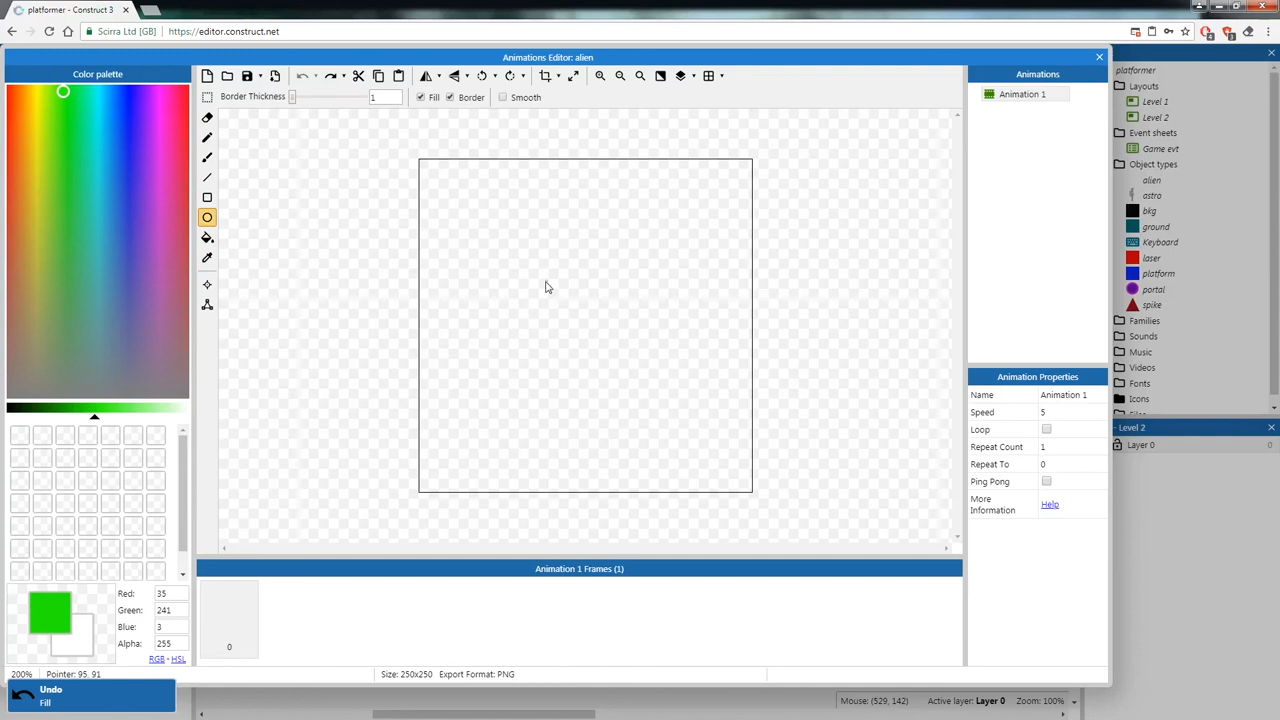 platformer - Construct 3
Scirra Ltd [GB]
https://editor.construct.net
Animations Editor: alien
Color palette
Animations
Border Thickness
1
Fill
Border
Smooth
Animation 1
platformer
Layouts
Level 1
Level 2
Event sheets
Game evt
Object types
alien
astro
bkg
ground
Keyboard
laser
platform
portal
spike
Families
Sounds
Music
Videos
Fonts
Icons
Animation Properties
Name Animation 1
Speed 5
Loop
Repeat Count 1
Repeat To 0
Ping Pong
More
Information Help
- Level 2
Layer 0 0
Animation 1 Frames (1)
0
Red: 35
Green: 241
Blue: 3
Alpha: 255
RGB - HSL
200% Pointer: 95, 91
Size: 250x250 Export Format: PNG
Undo
Fill
Mouse: (529, 142) Active layer: Layer 0 Zoom: 100%